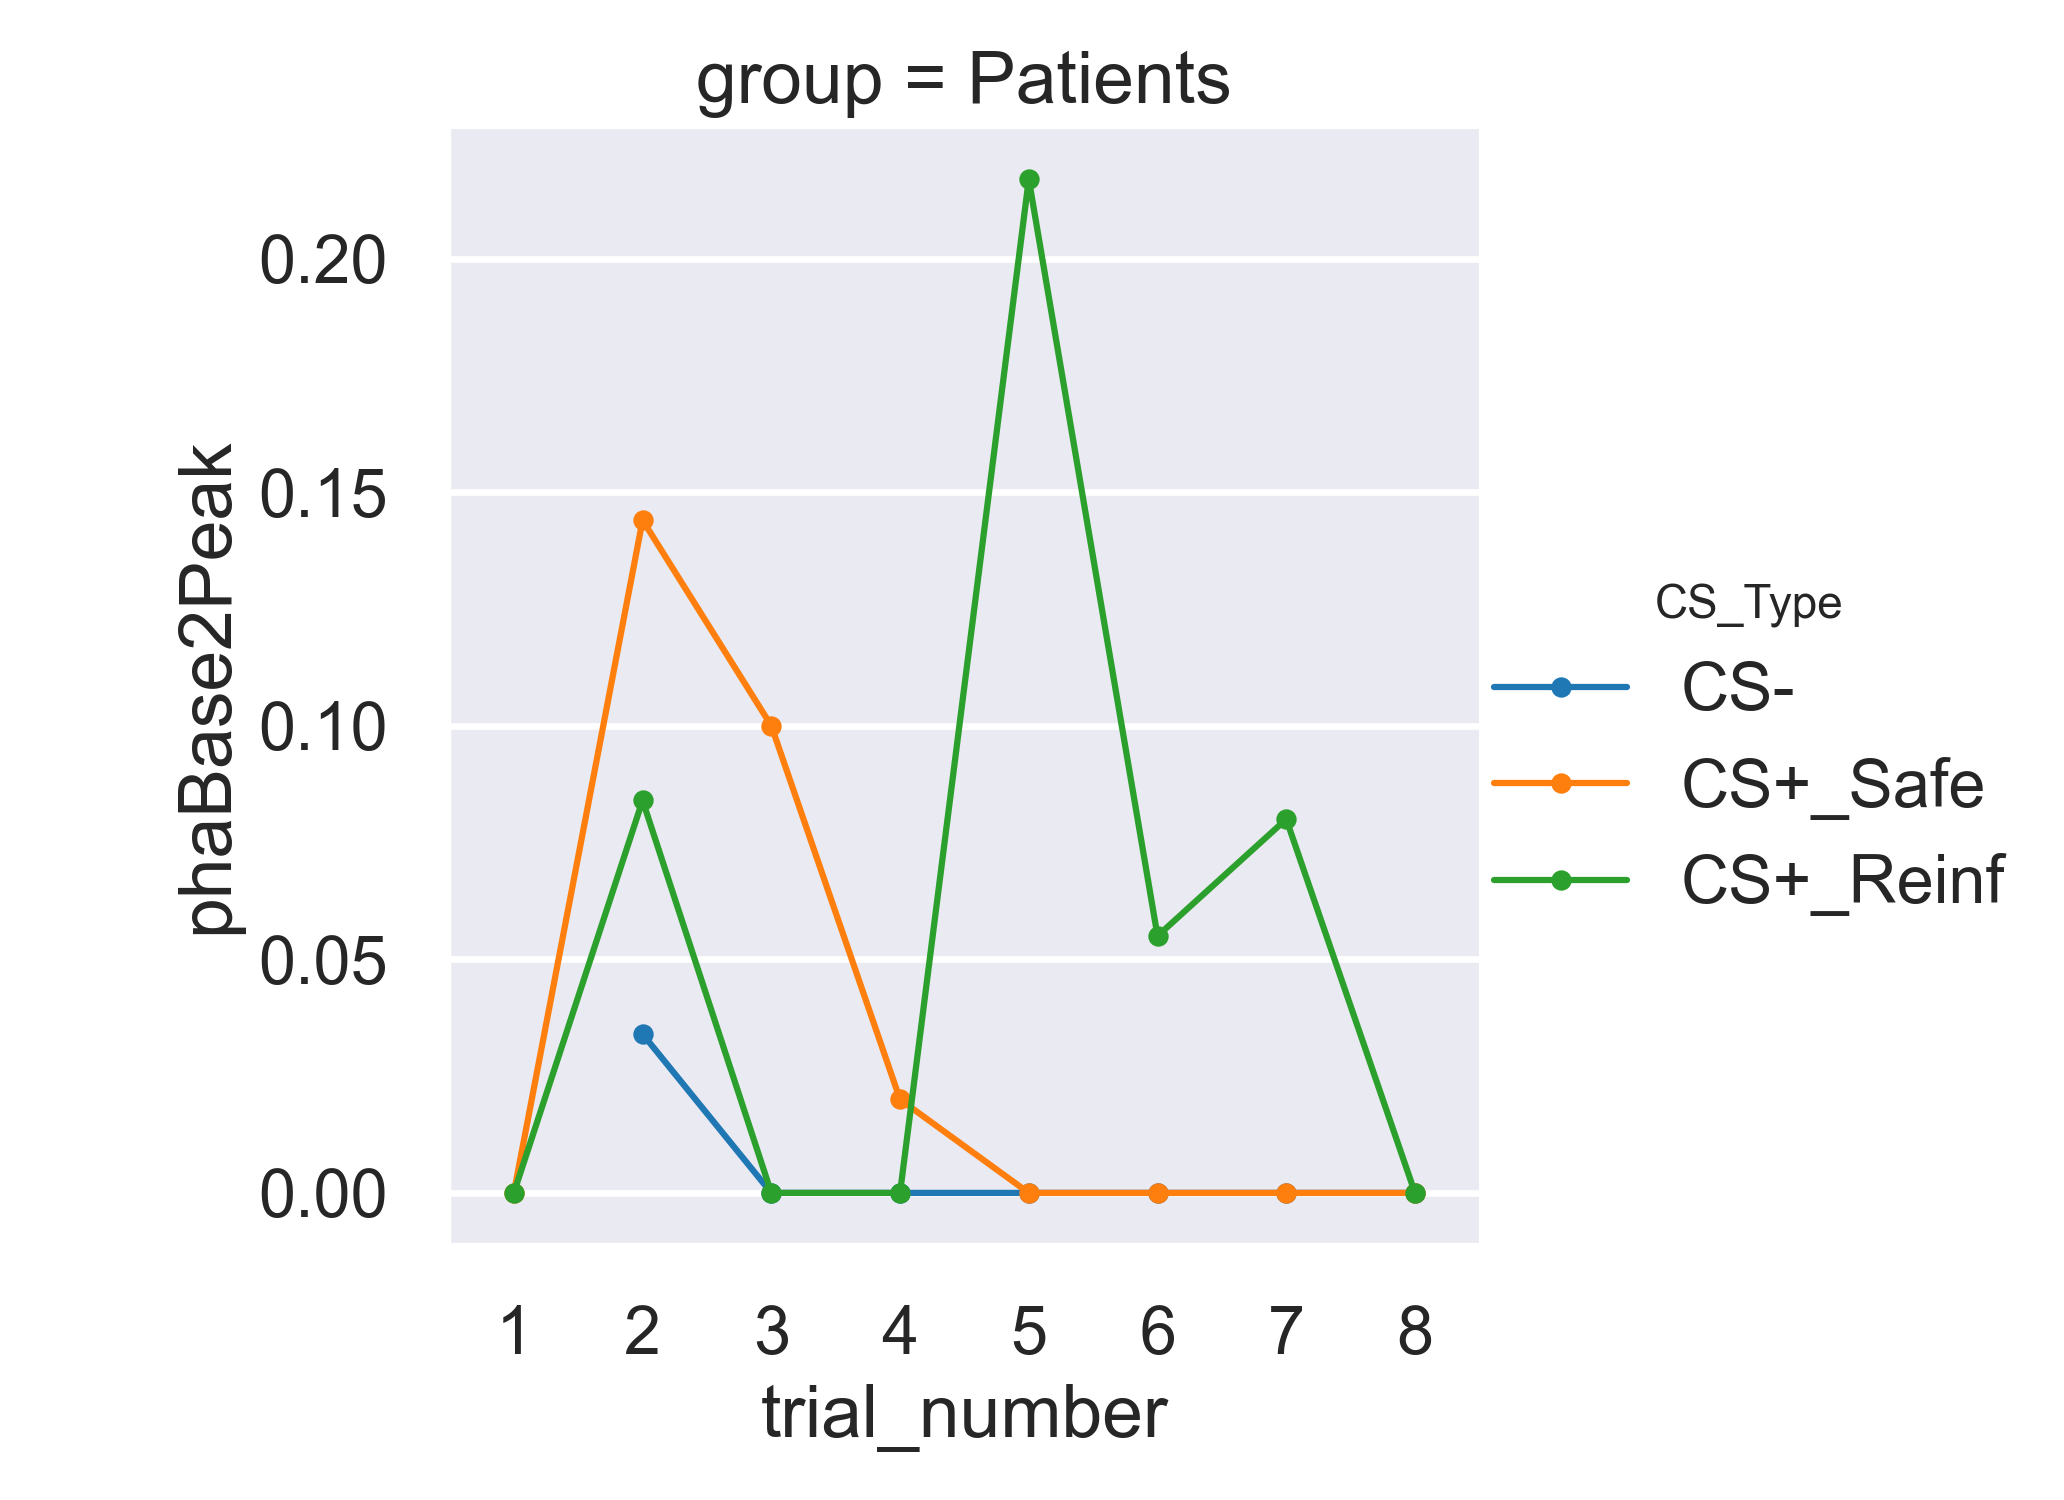 group = Patients
phaBase2Peak
0.20
0.15
0.10
0.05
0.00
1 2 3 4 5 6 7 8
trial_number
CS_Type
CS-
CS+_Safe
CS+_Reinf